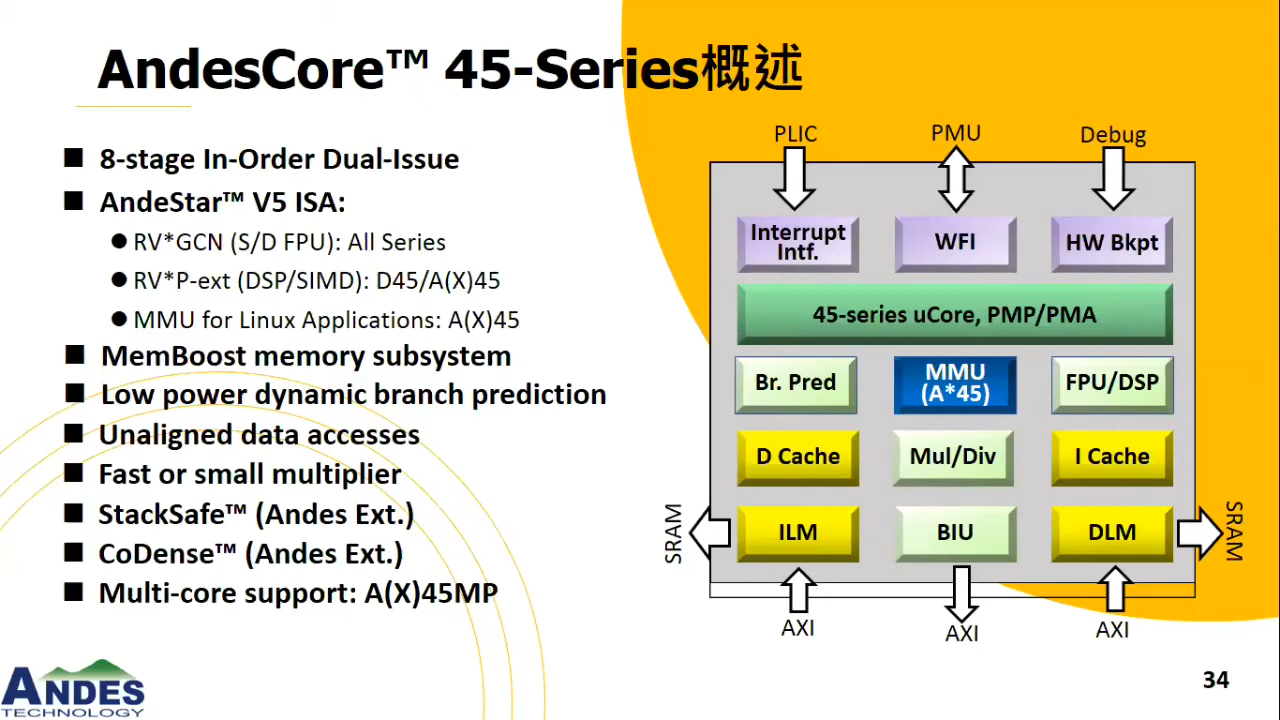 AndesCore™ 45-Series概述
■ 8-stage In-Order Dual-Issue
■ AndeStar™ V5 ISA:
● RV*GCN (S/D FPU): All Series
● RV*P-ext (DSP/SIMD): D45/A(X)45
● MMU for Linux Applications: A(X)45
■ MemBoost memory subsystem
■ Low power dynamic branch prediction
■ Unaligned data accesses
■ Fast or small multiplier
■ StackSafe™ (Andes Ext.)
■ CoDense™ (Andes Ext.)
■ Multi-core support: A(X)45MP
PLIC
PMU
Debug
Interrupt
Intf.
WFI
HW Bkpt
45-series uCore, PMP/PMA
Br. Pred
MMU
(A*45)
FPU/DSP
D Cache
Mul/Div
I Cache
SRAM
ILM
BIU
DLM
SRAM
AXI
AXI
AXI
ANDES
TECHNOLOGY
34